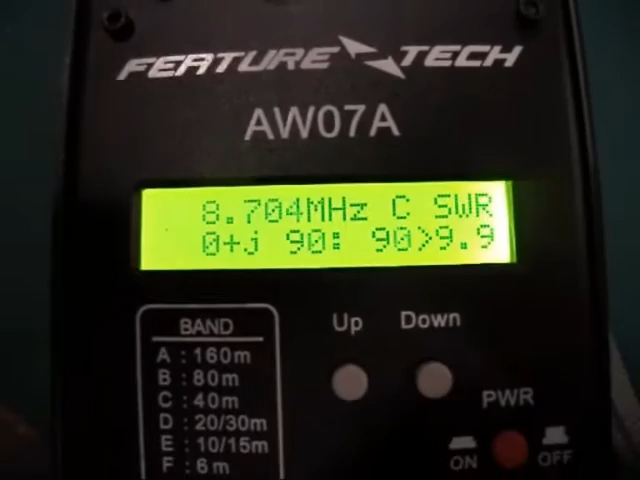 FEATURE TECH
AW07A
8.704MHz C SWR
0+j 90: 90>9.9
BAND
A : 160m
B : 80m
C : 40m
D : 20/30m
E : 10/15m
F : 6m
Up Down
PWR
ON OFF